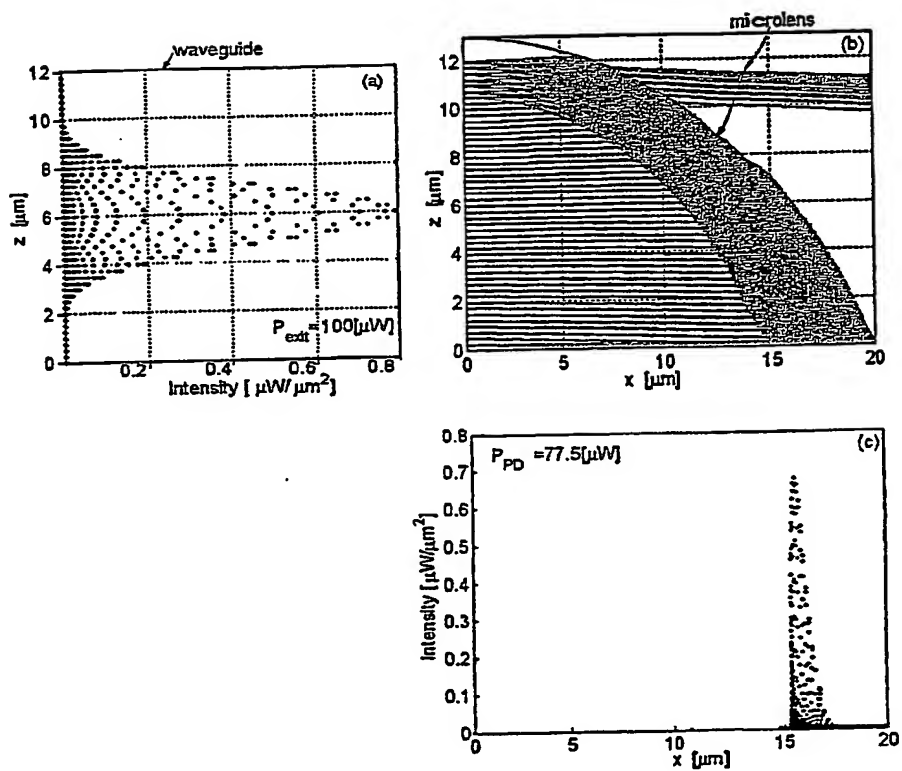 waveguide
(a)
12
10
8
6
4
2
0
z [μm]
P_exit=100[μW]
0.2
0.4
0.6
0.8
Intensity [ μW/μm²]
microlens
(b)
12
10
8
6
4
2
0
z [μm]
0
5
10
15
20
x [μm]
(c)
P_PD =77.5[μW]
0.8
0.7
0.6
0.5
0.4
0.3
0.2
0.1
0
Intensity [μW/μm²]
0
5
10
15
20
x [μm]